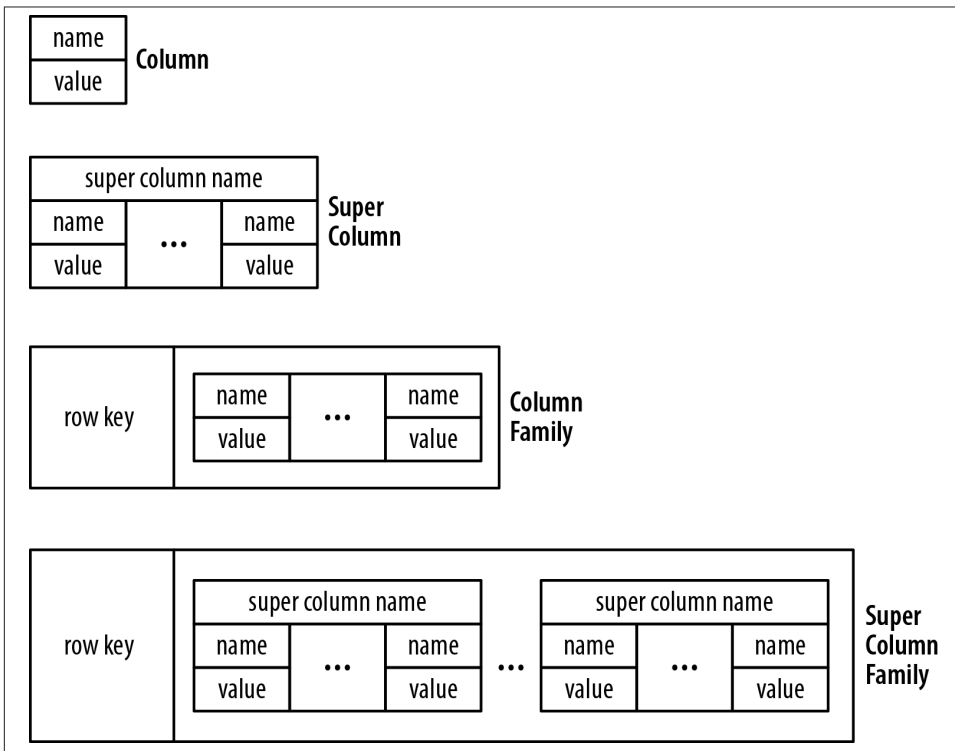 name
value
Column
super column name
name ... name
value value
Super
Column
row key
name ... name
value value
Column
Family
row key
super column name super column name
name ... name ... name ... name
value value value value
Super
Column
Family